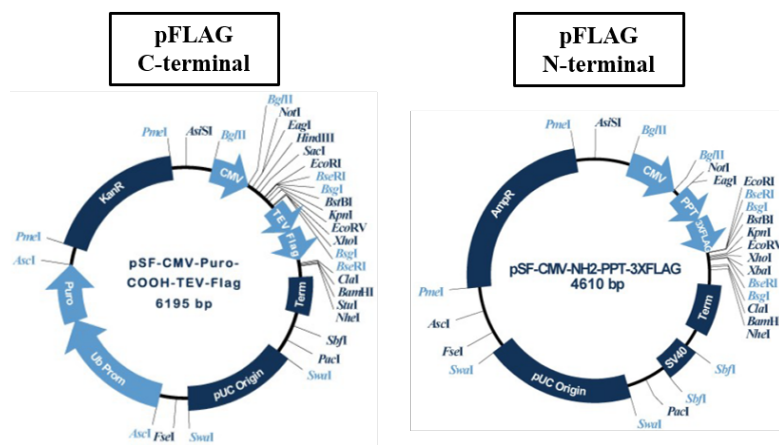 pFLAG
C-terminal
BglII
NotI
EagI
HindIII
SacI
EcoRI
BseRI
BsgI
BstBI
KpnI
EcoRV
XhoI
BsgI
BseRI
ClaI
BamHI
StuI
NheI
SbfI
PacI
SwaI
SwaI
FseI
AscI
AscI
PmeI
PmeI
AsiSI
BglII
CMV
TEV
Flag
Term
pUC Origin
Ub Prom
Puro
KanR
pSF-CMV-Puro-
COOH-TEV-Flag
6195 bp
pFLAG
N-terminal
PmeI
AsiSI
BglII
BglII
NotI
EagI
EcoRI
BseRI
BsgI
BstBI
KpnI
EcoRV
XhoI
XbaI
BseRI
BsgI
ClaI
BamH
NheI
SbfI
SbfI
PacI
SwaI
SwaI
FseI
AscI
PmeI
CMV
PPT
3XFLAG
Term
SV40
pUC Origin
AmpR
pSF-CMV-NH2-PPT-3XFLAG
4610 bp